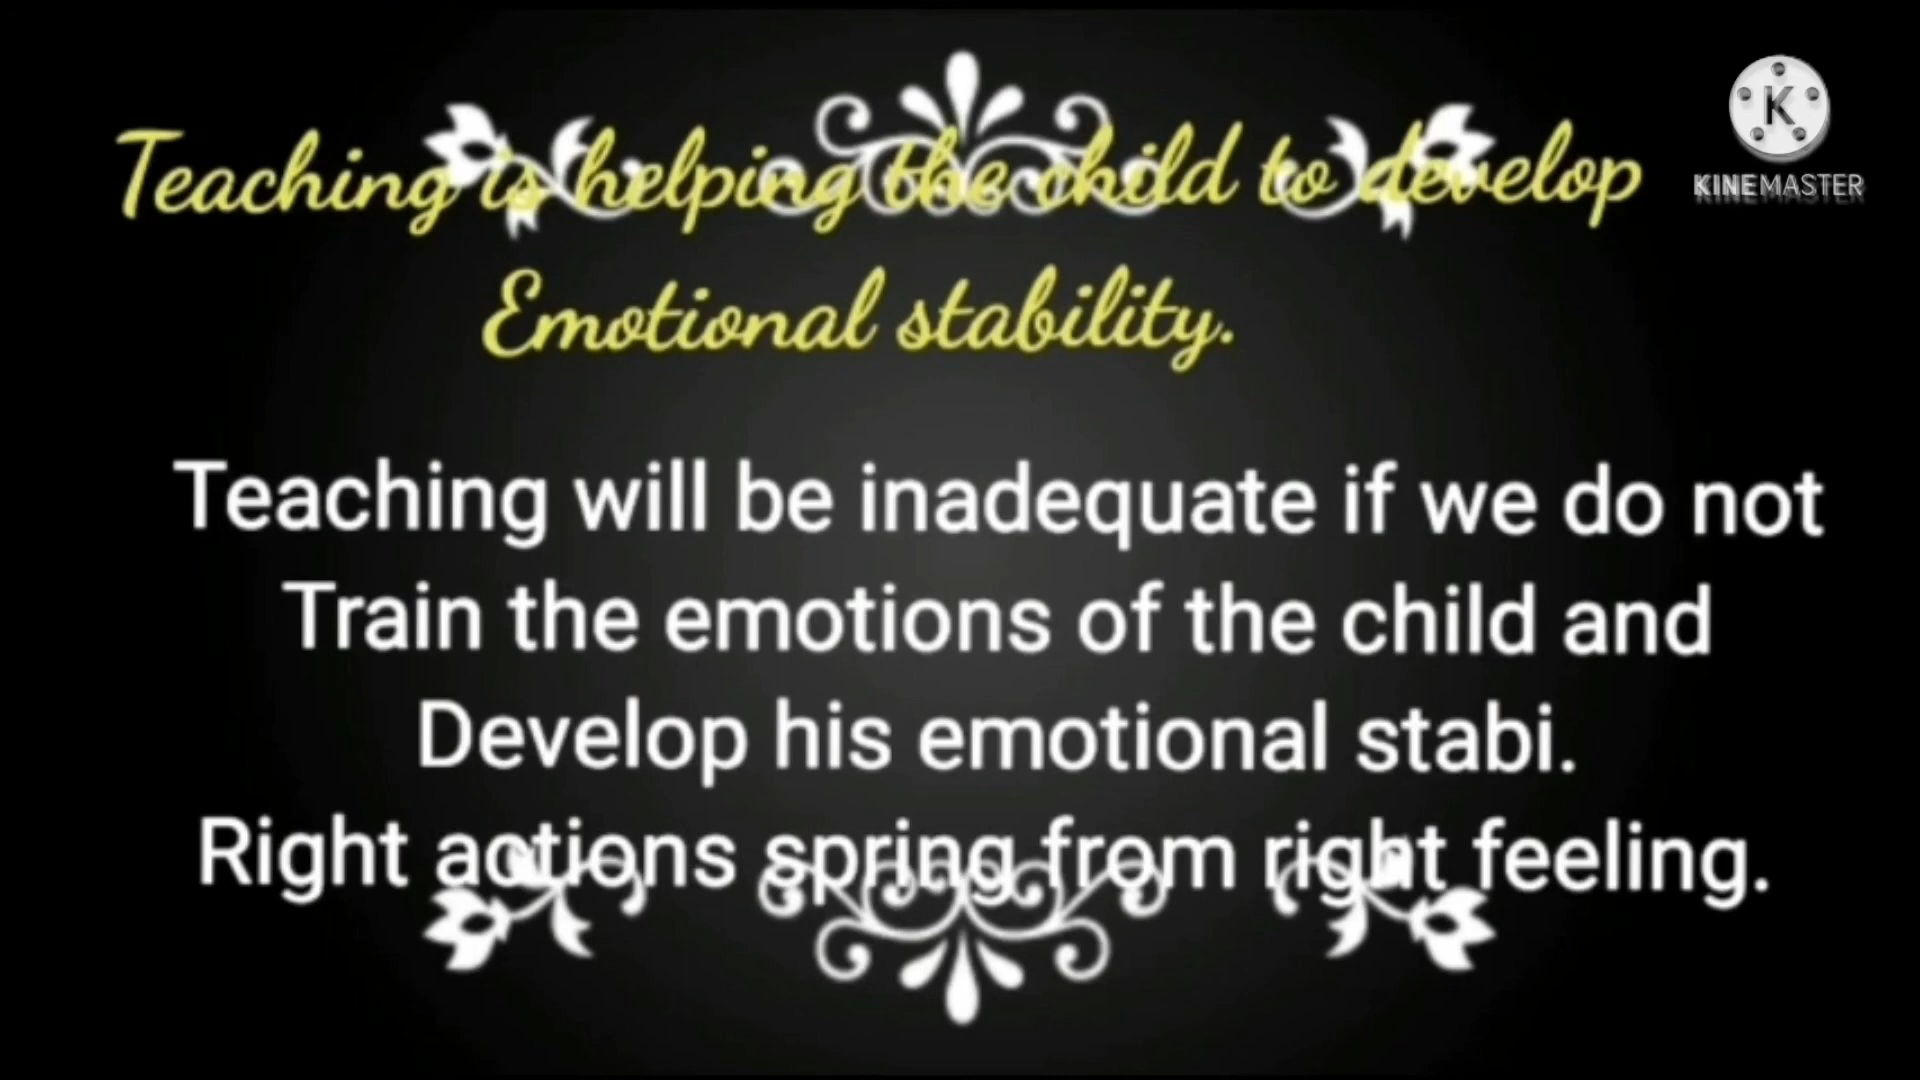 Teaching is helping the child to develop
Emotional stability.
Teaching will be inadequate if we do not
Train the emotions of the child and
Develop his emotional stabi.
Right actions spring from right feeling.
K
KINEMASTER